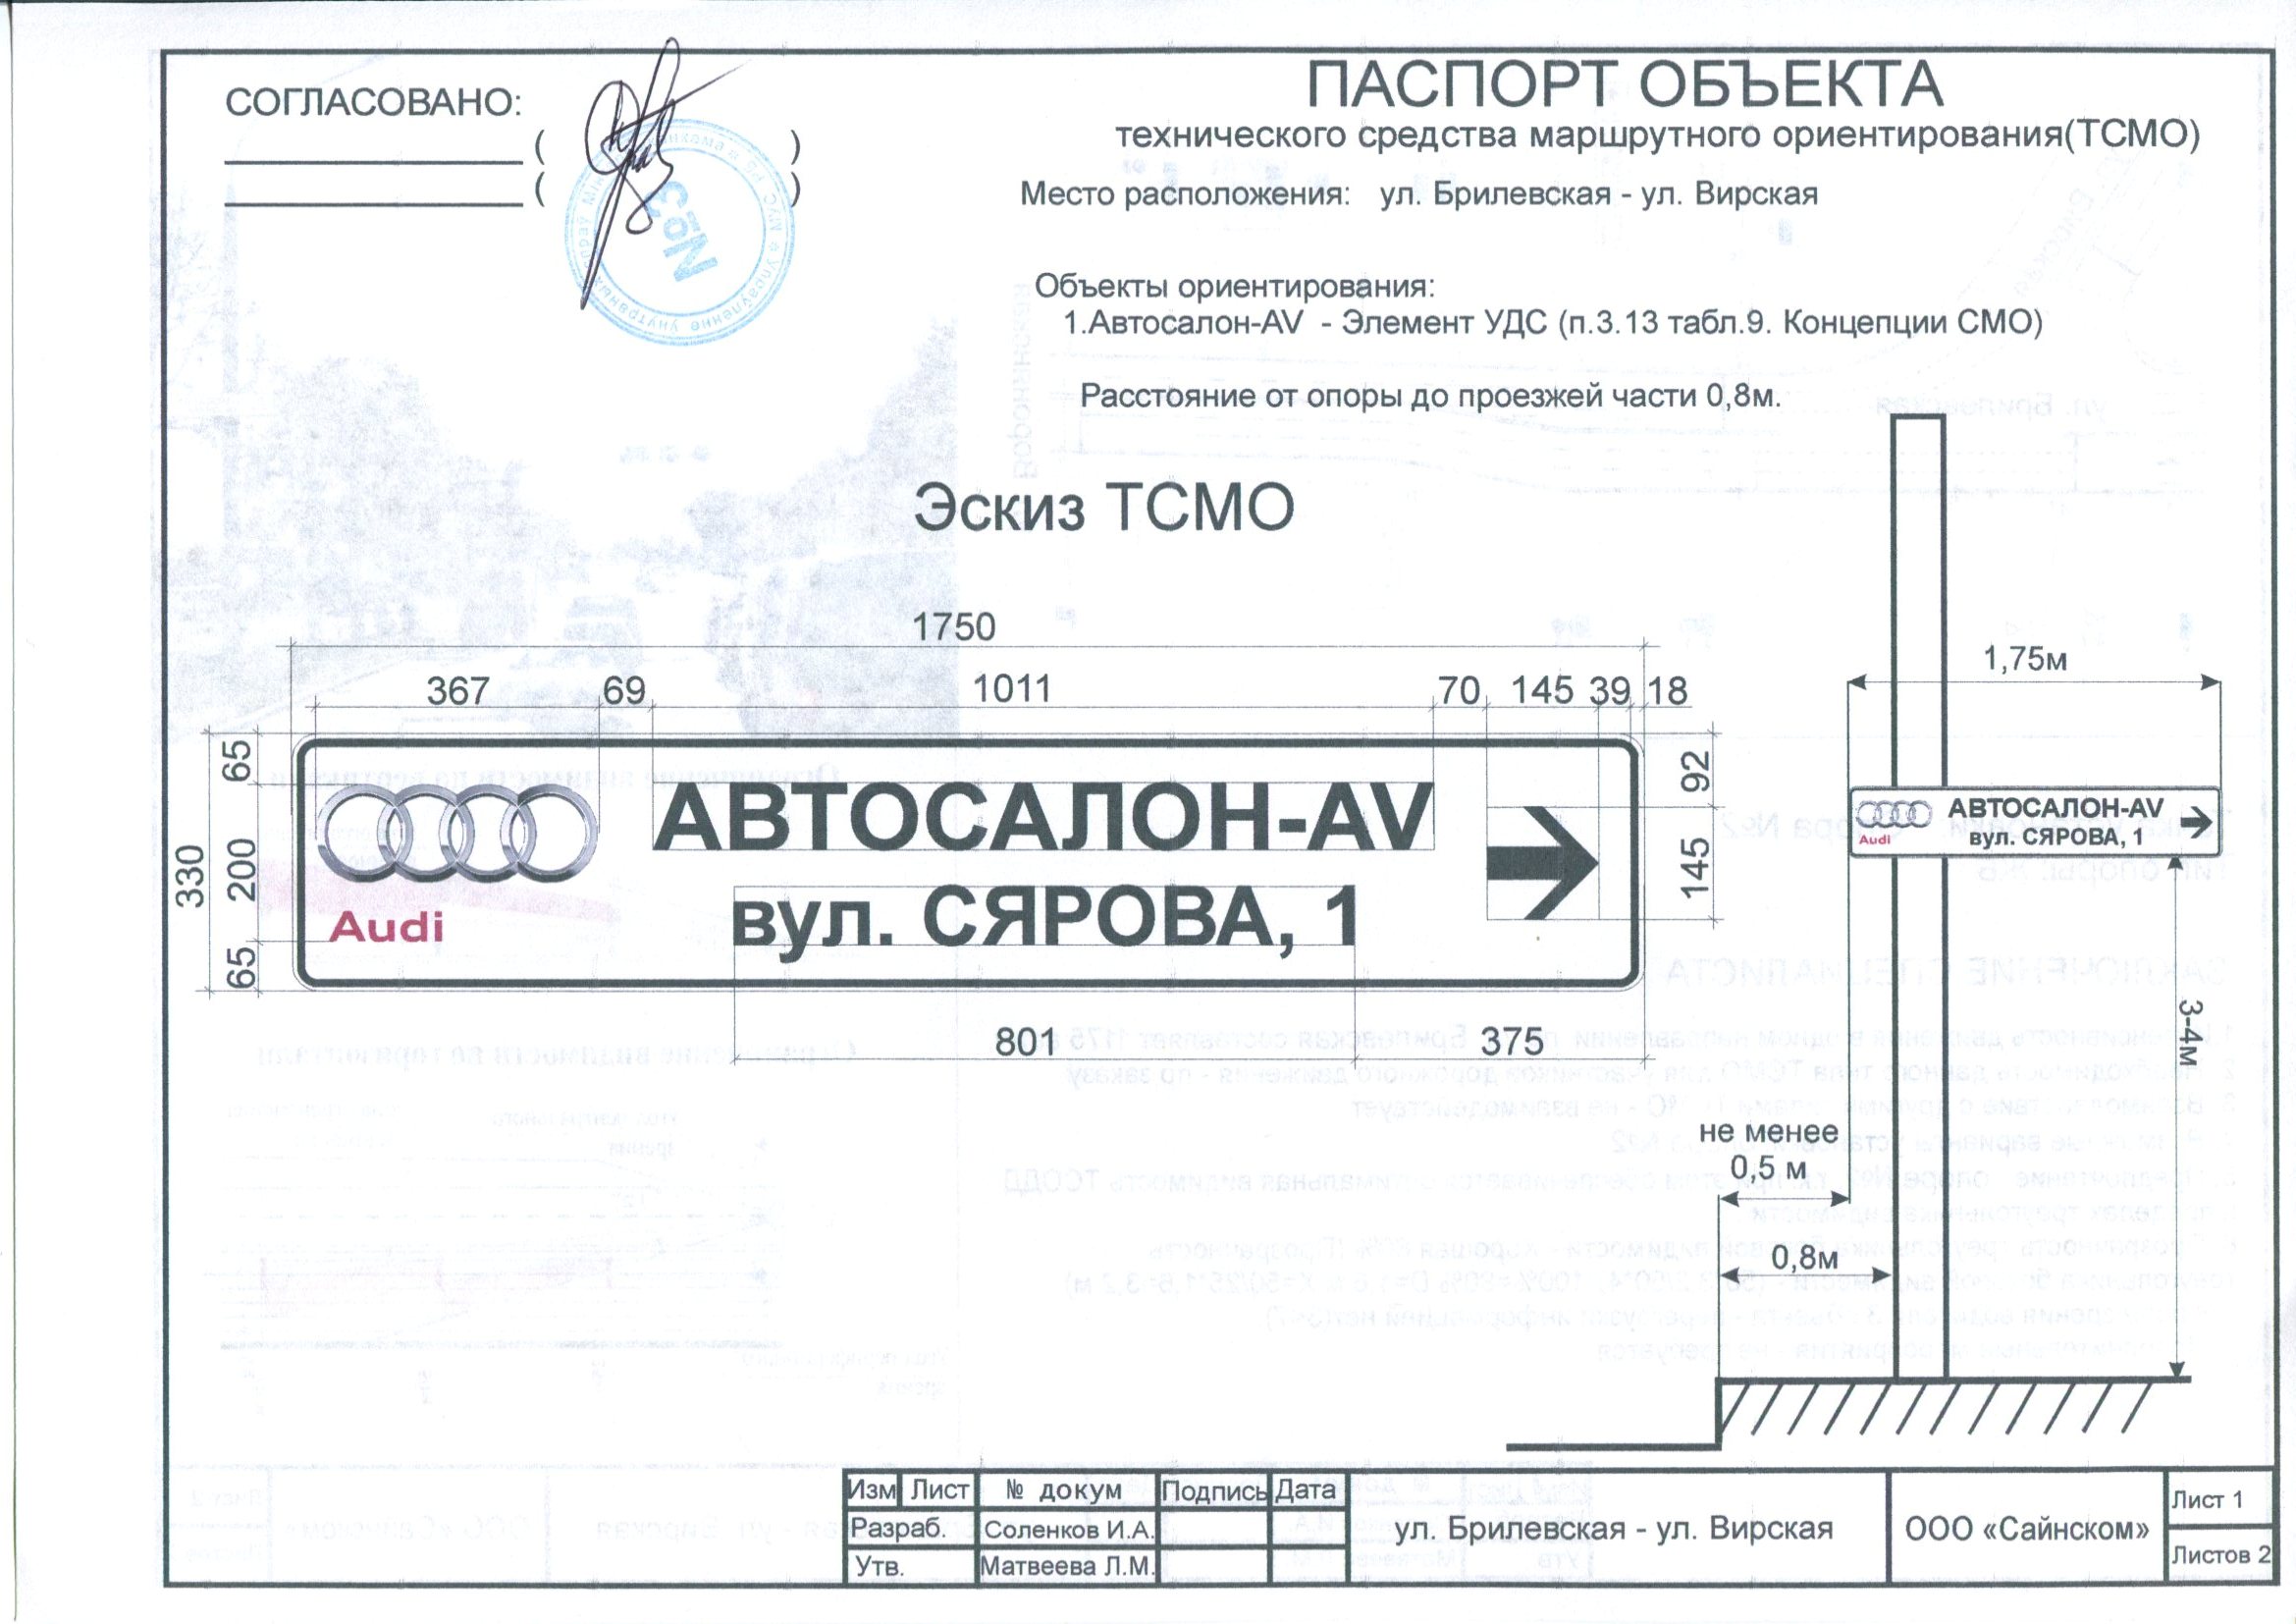 СОГЛАСОВАНО:
(            )
(            )
№3
ПАСПОРТ ОБЪЕКТА
технического средства маршрутного ориентирования(ТСМО)
Место расположения: ул. Брилевская - ул. Вирская
Объекты ориентирования:
1.Автосалон-AV - Элемент УДС (п.3.13 табл.9. Концепции СМО)
Расстояние от опоры до проезжей части 0,8м.
Эскиз ТСМО
1750
367 69 1011 70 145 39 18
330
65 200 65
Audi
АВТОСАЛОН-AV
вул. СЯРОВА, 1
92
145
801 375
1,75м
Audi
АВТОСАЛОН-AV
вул. СЯРОВА, 1
3-4м
не менее
0,5 м
0,8м
Изм Лист № докум Подпись Дата
Разраб. Соленков И.А.
Утв. Матвеева Л.М.
ул. Брилевская - ул. Вирская
ООО «Сайнском»
Лист 1
Листов 2